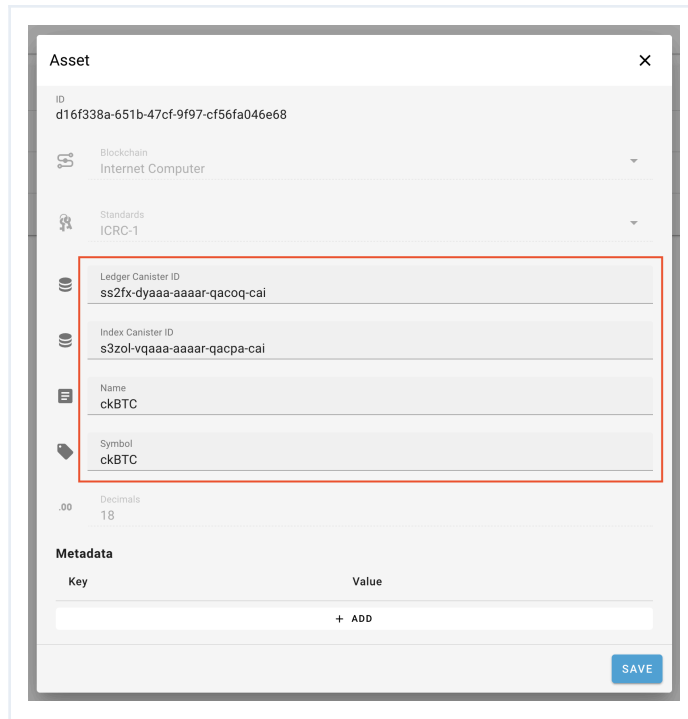 Asset
ID
d16f338a-651b-47cf-9f97-cf56fa046e68
Blockchain
Internet Computer
Standards
ICRC-1
Ledger Canister ID
ss2fx-dyaaa-aaaar-qacoq-cai
Index Canister ID
s3zol-vqaaa-aaaar-qacpa-cai
Name
ckBTC
Symbol
ckBTC
.00
Decimals
18
Metadata
Key Value
+ ADD
SAVE